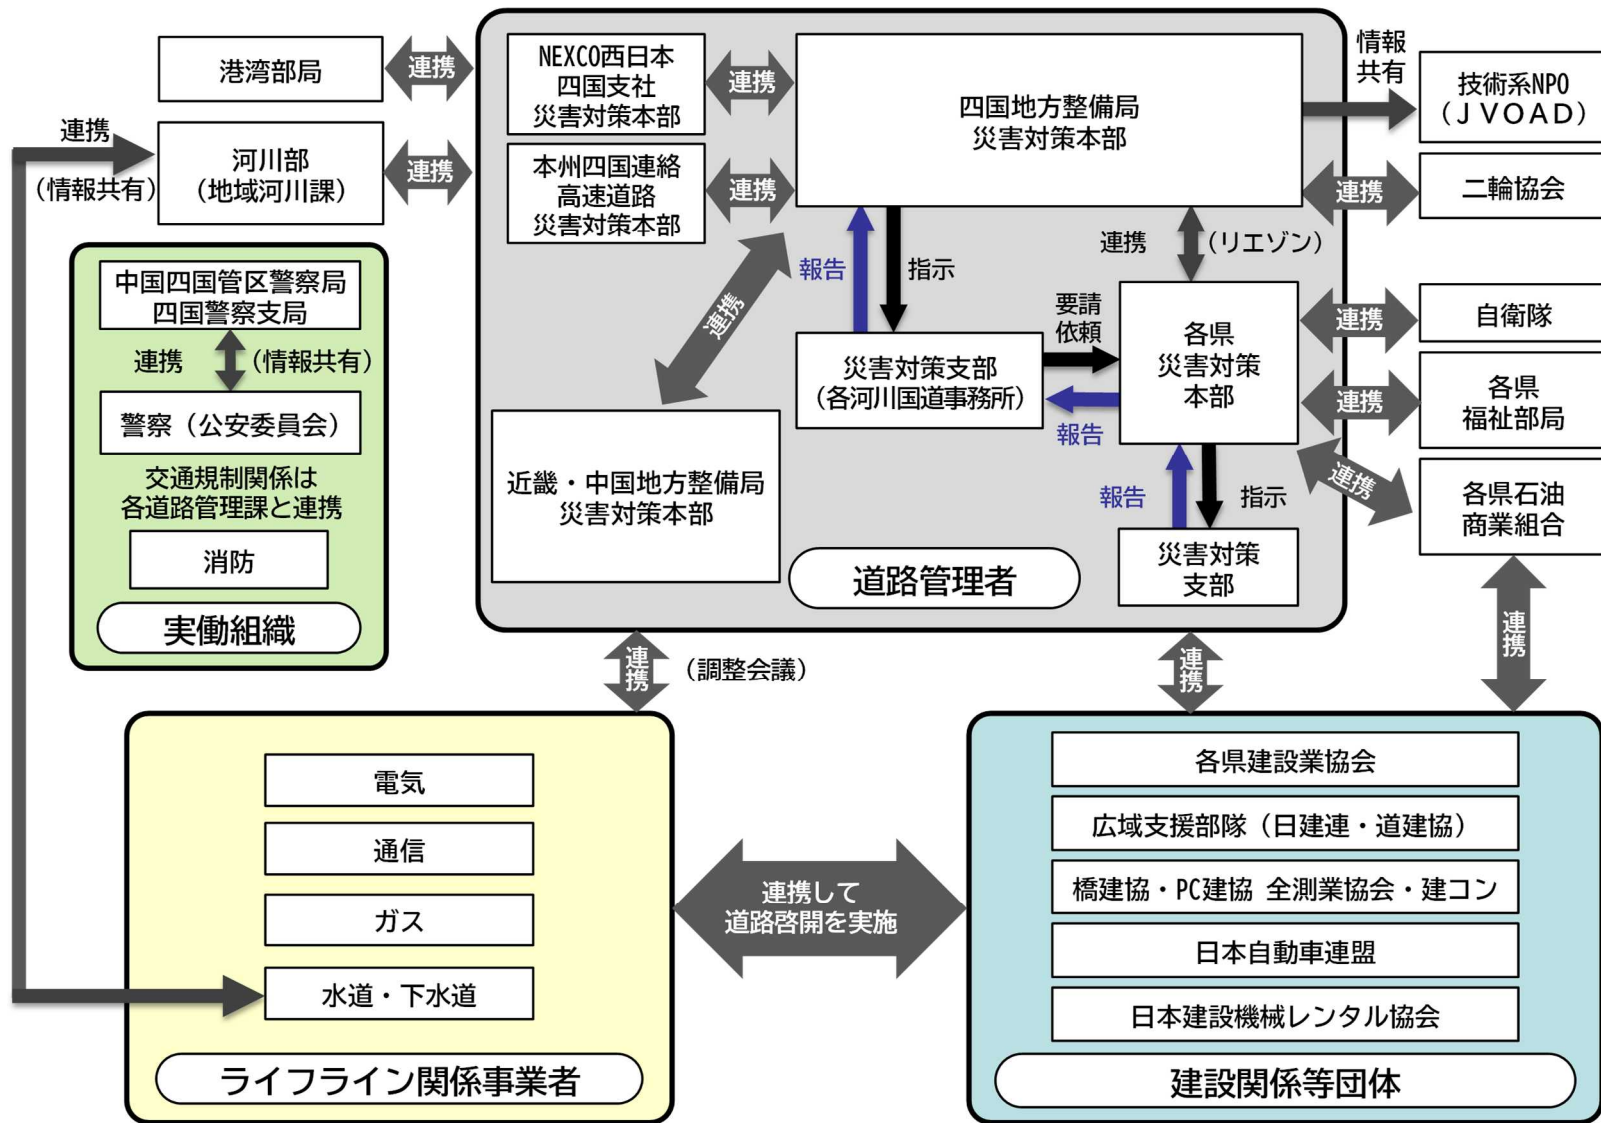 港湾部局
連携
連携
(情報共有)
河川部
(地域河川課)
連携
NEXCO西日本
四国支社
災害対策本部
連携
本州四国連絡
高速道路
災害対策本部
連携
四国地方整備局
災害対策本部
情報
共有
技術系NPO
(JVOAD)
連携
二輪協会
中国四国管区警察局
四国警察支局
連携
(情報共有)
警察(公安委員会)
交通規制関係は
各道路管理課と連携
消防
実働組織
連携
報告
指示
連携
(リエゾン)
災害対策支部
(各河川国道事務所)
要請
依頼
報告
各県
災害対策
本部
連携
自衛隊
連携
各県
福祉部局
連携
各県石油
商業組合
近畿・中国地方整備局
災害対策本部
報告
指示
災害対策
支部
道路管理者
連携
(調整会議)
連携
連携
電気
通信
ガス
水道・下水道
ライフライン関係事業者
連携して
道路啓開を実施
各県建設業協会
広域支援部隊(日建連・道建協)
橋建協・PC建協 全測業協会・建コン
日本自動車連盟
日本建設機械レンタル協会
建設関係等団体